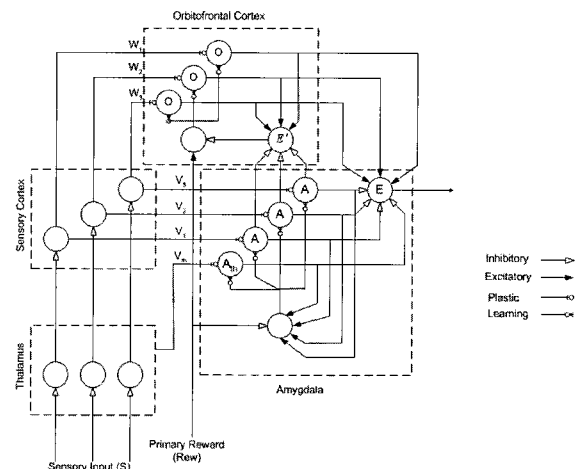 Orbitofrontal Cortex
W₁
O
W₂
O
W₃
O
E'
Sensory Cortex
V₃
A
E
V₂
A
V₁
A
Vth
Ath
Inhibitory
Excitatory
Plastic
Learning
Thalamus
Amygdala
Primary Reward
(Rew)
Sensory Input (S)